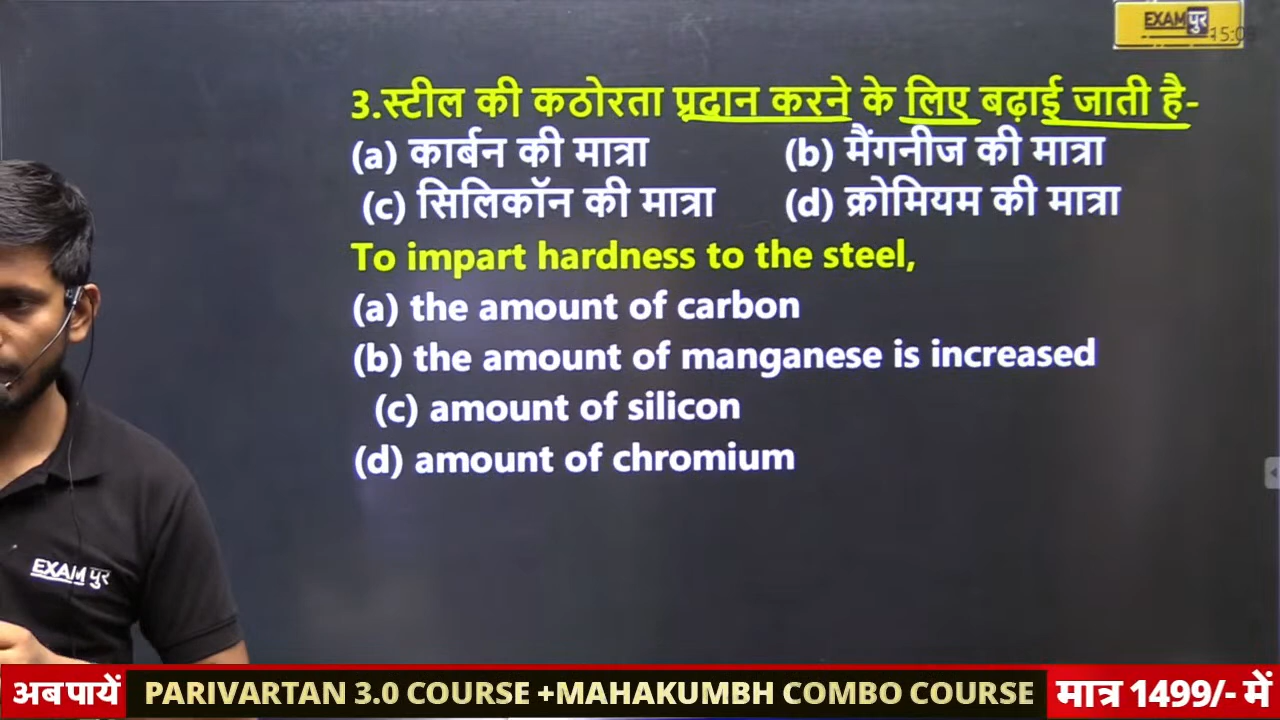 EXAMपुर
15:09
3.स्टील की कठोरता प्रदान करने के लिए बढ़ाई जाती है-
(a) कार्बन की मात्रा (b) मैंगनीज की मात्रा
(c) सिलिकॉन की मात्रा (d) क्रोमियम की मात्रा
To impart hardness to the steel,
(a) the amount of carbon
(b) the amount of manganese is increased
(c) amount of silicon
(d) amount of chromium
EXAMपुर
अब पायें PARIVARTAN 3.0 COURSE +MAHAKUMBH COMBO COURSE मात्र 1499/- में